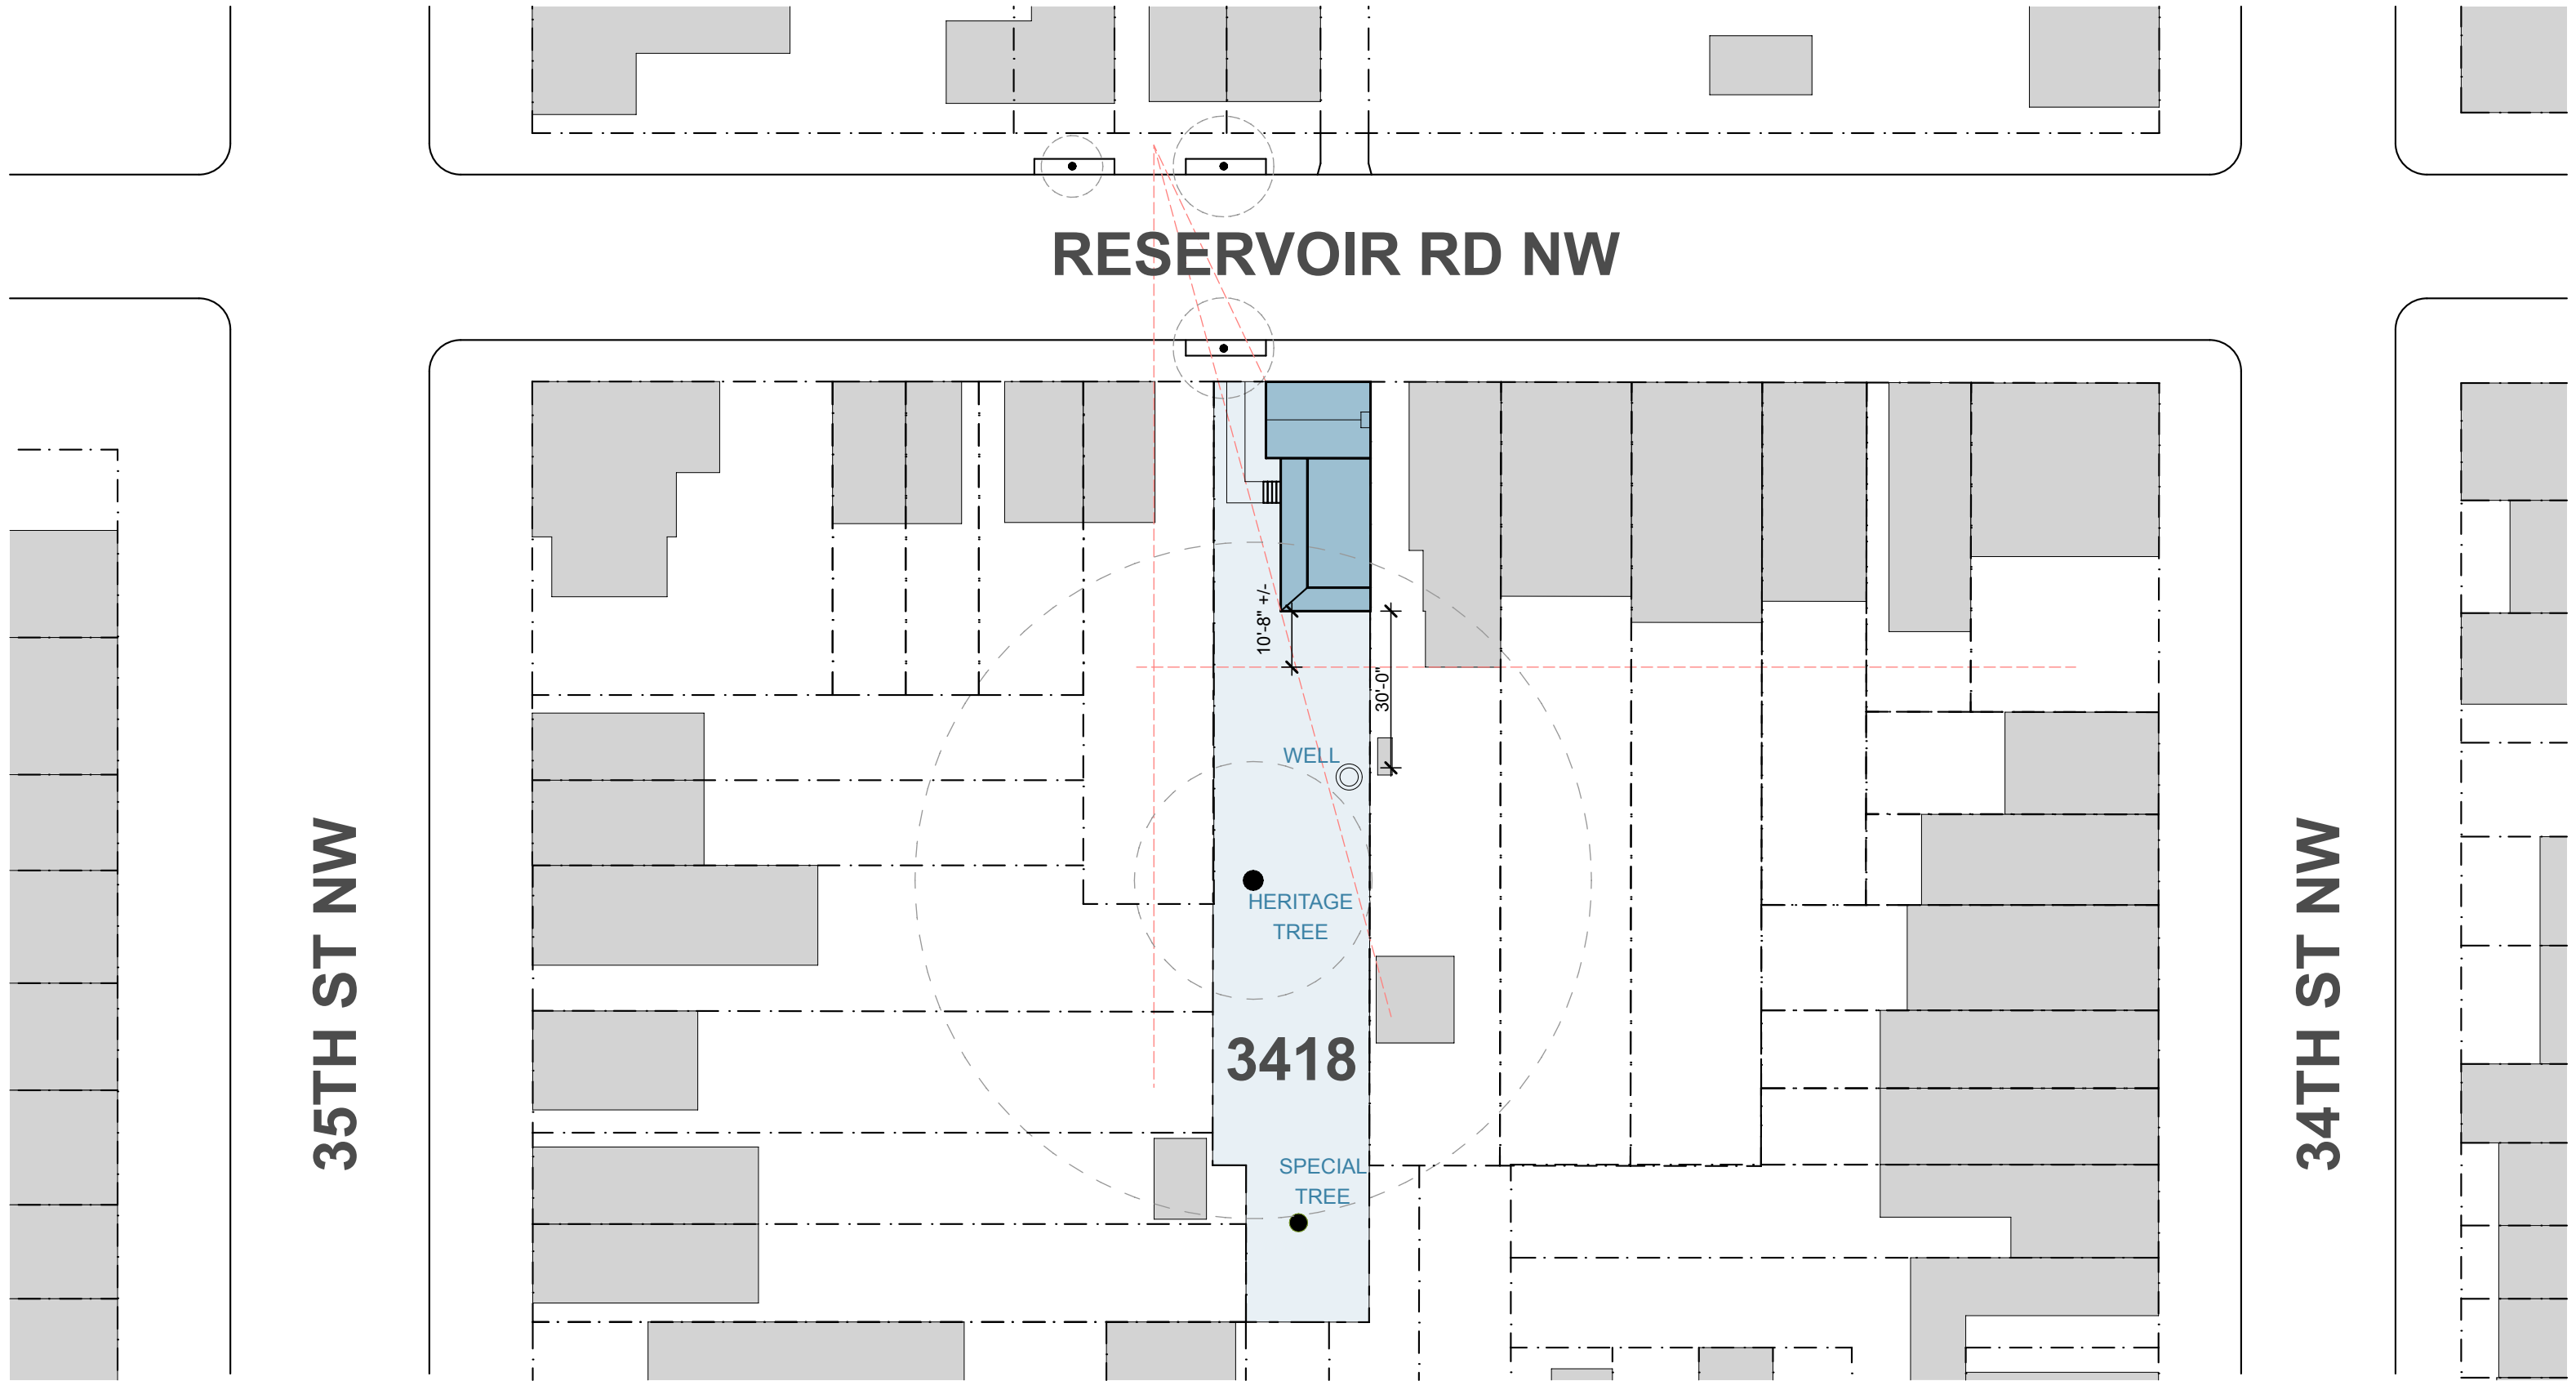 RESERVOIR RD NW
10'-8" +/-
30'-0"
WELL
HERITAGE
TREE
35TH ST NW
34TH ST NW
3418
SPECIAL
TREE